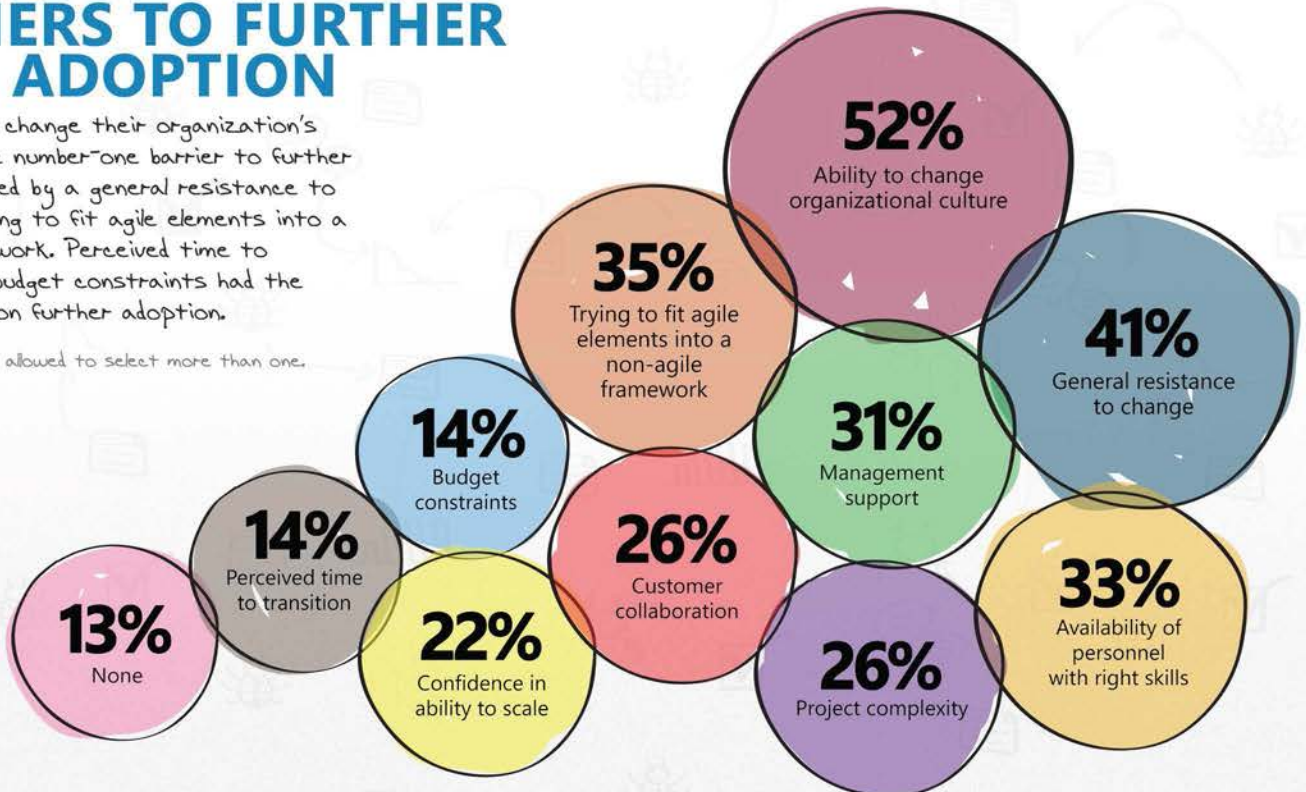 IERS TO FURTHER
ADOPTION
change their organization's
number-one barrier to further
ed by a general resistance to
ng to fit agile elements into a
work. Perceived time to
budget constraints had the
on further adoption.
allowed to select more than one.
52%
Ability to change
organizational culture
35%
Trying to fit agile
elements into a
non-agile
framework
41%
General resistance
to change
14%
Budget
constraints
31%
Management
support
14%
Perceived time
to transition
26%
Customer
collaboration
33%
Availability of
personnel
with right skills
13%
None
22%
Confidence in
ability to scale
26%
Project complexity